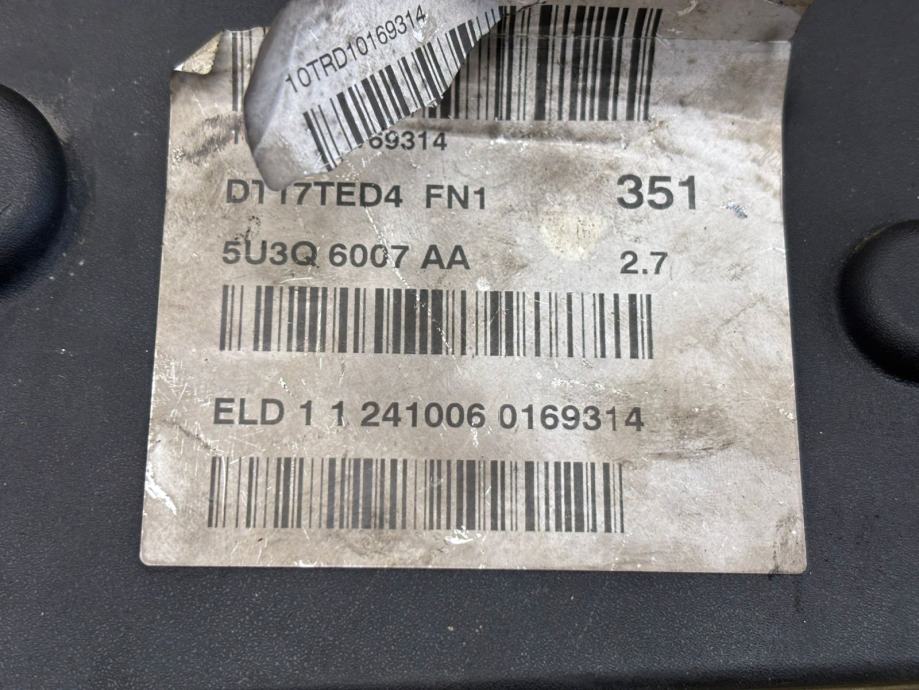 10TRD10169314
69314
DT17TED4 FN1 351
5U3Q 6007 AA 2.7
ELD 1 1 241006 0169314